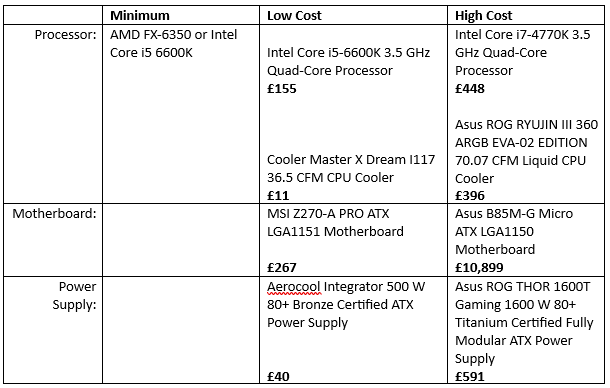 Minimum
Low Cost
High Cost
Processor:
AMD FX-6350 or Intel
Core i5 6600K
Intel Core i5-6600K 3.5 GHz
Quad-Core Processor
£155
Cooler Master X Dream I117
36.5 CFM CPU Cooler
£11
Intel Core i7-4770K 3.5
GHz Quad-Core
Processor
£448
Asus ROG RYUJIN III 360
ARGB EVA-02 EDITION
70.07 CFM Liquid CPU
Cooler
£396
Motherboard:
MSI Z270-A PRO ATX
LGA1151 Motherboard
£267
Asus B85M-G Micro
ATX LGA1150
Motherboard
£10,899
Power
Supply:
Aerocool Integrator 500 W
80+ Bronze Certified ATX
Power Supply
£40
Asus ROG THOR 1600T
Gaming 1600 W 80+
Titanium Certified Fully
Modular ATX Power
Supply
£591